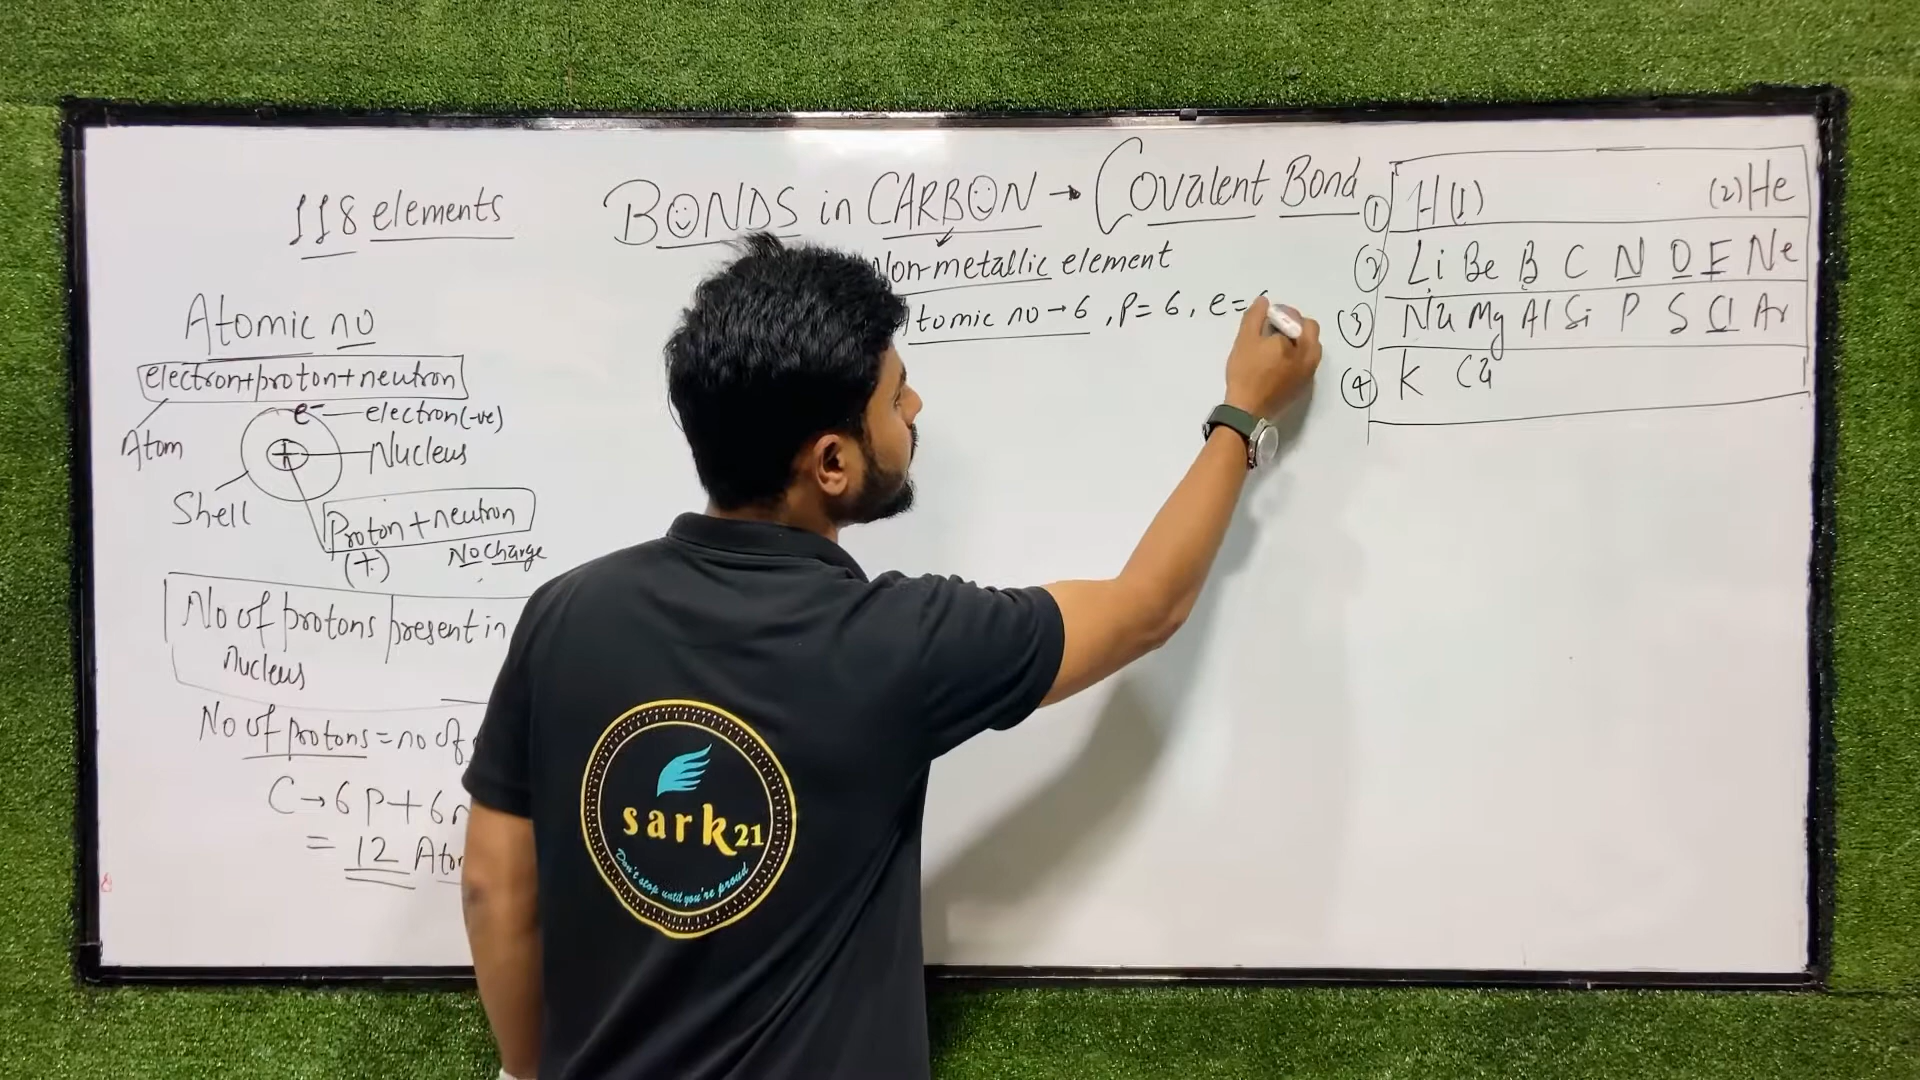 118 elements
BONDS in CARBON → Covalent Bond
Non-metallic element
Atomic no → 6, P = 6, e =
Atomic no
electron+proton+neutron
Atom
e⁻
electron(-ve)
+
Nucleus
Shell
Proton + neutron
(+) No charge
No of protons present in
nucleus
No of protons = no of
C → 6 P + 6
= 12
① H (1) (2) He
② Li Be B C N O F Ne
③ Na Mg Al Si P S Cl Ar
④ K Ca
sark21
Don't stop until you're proud